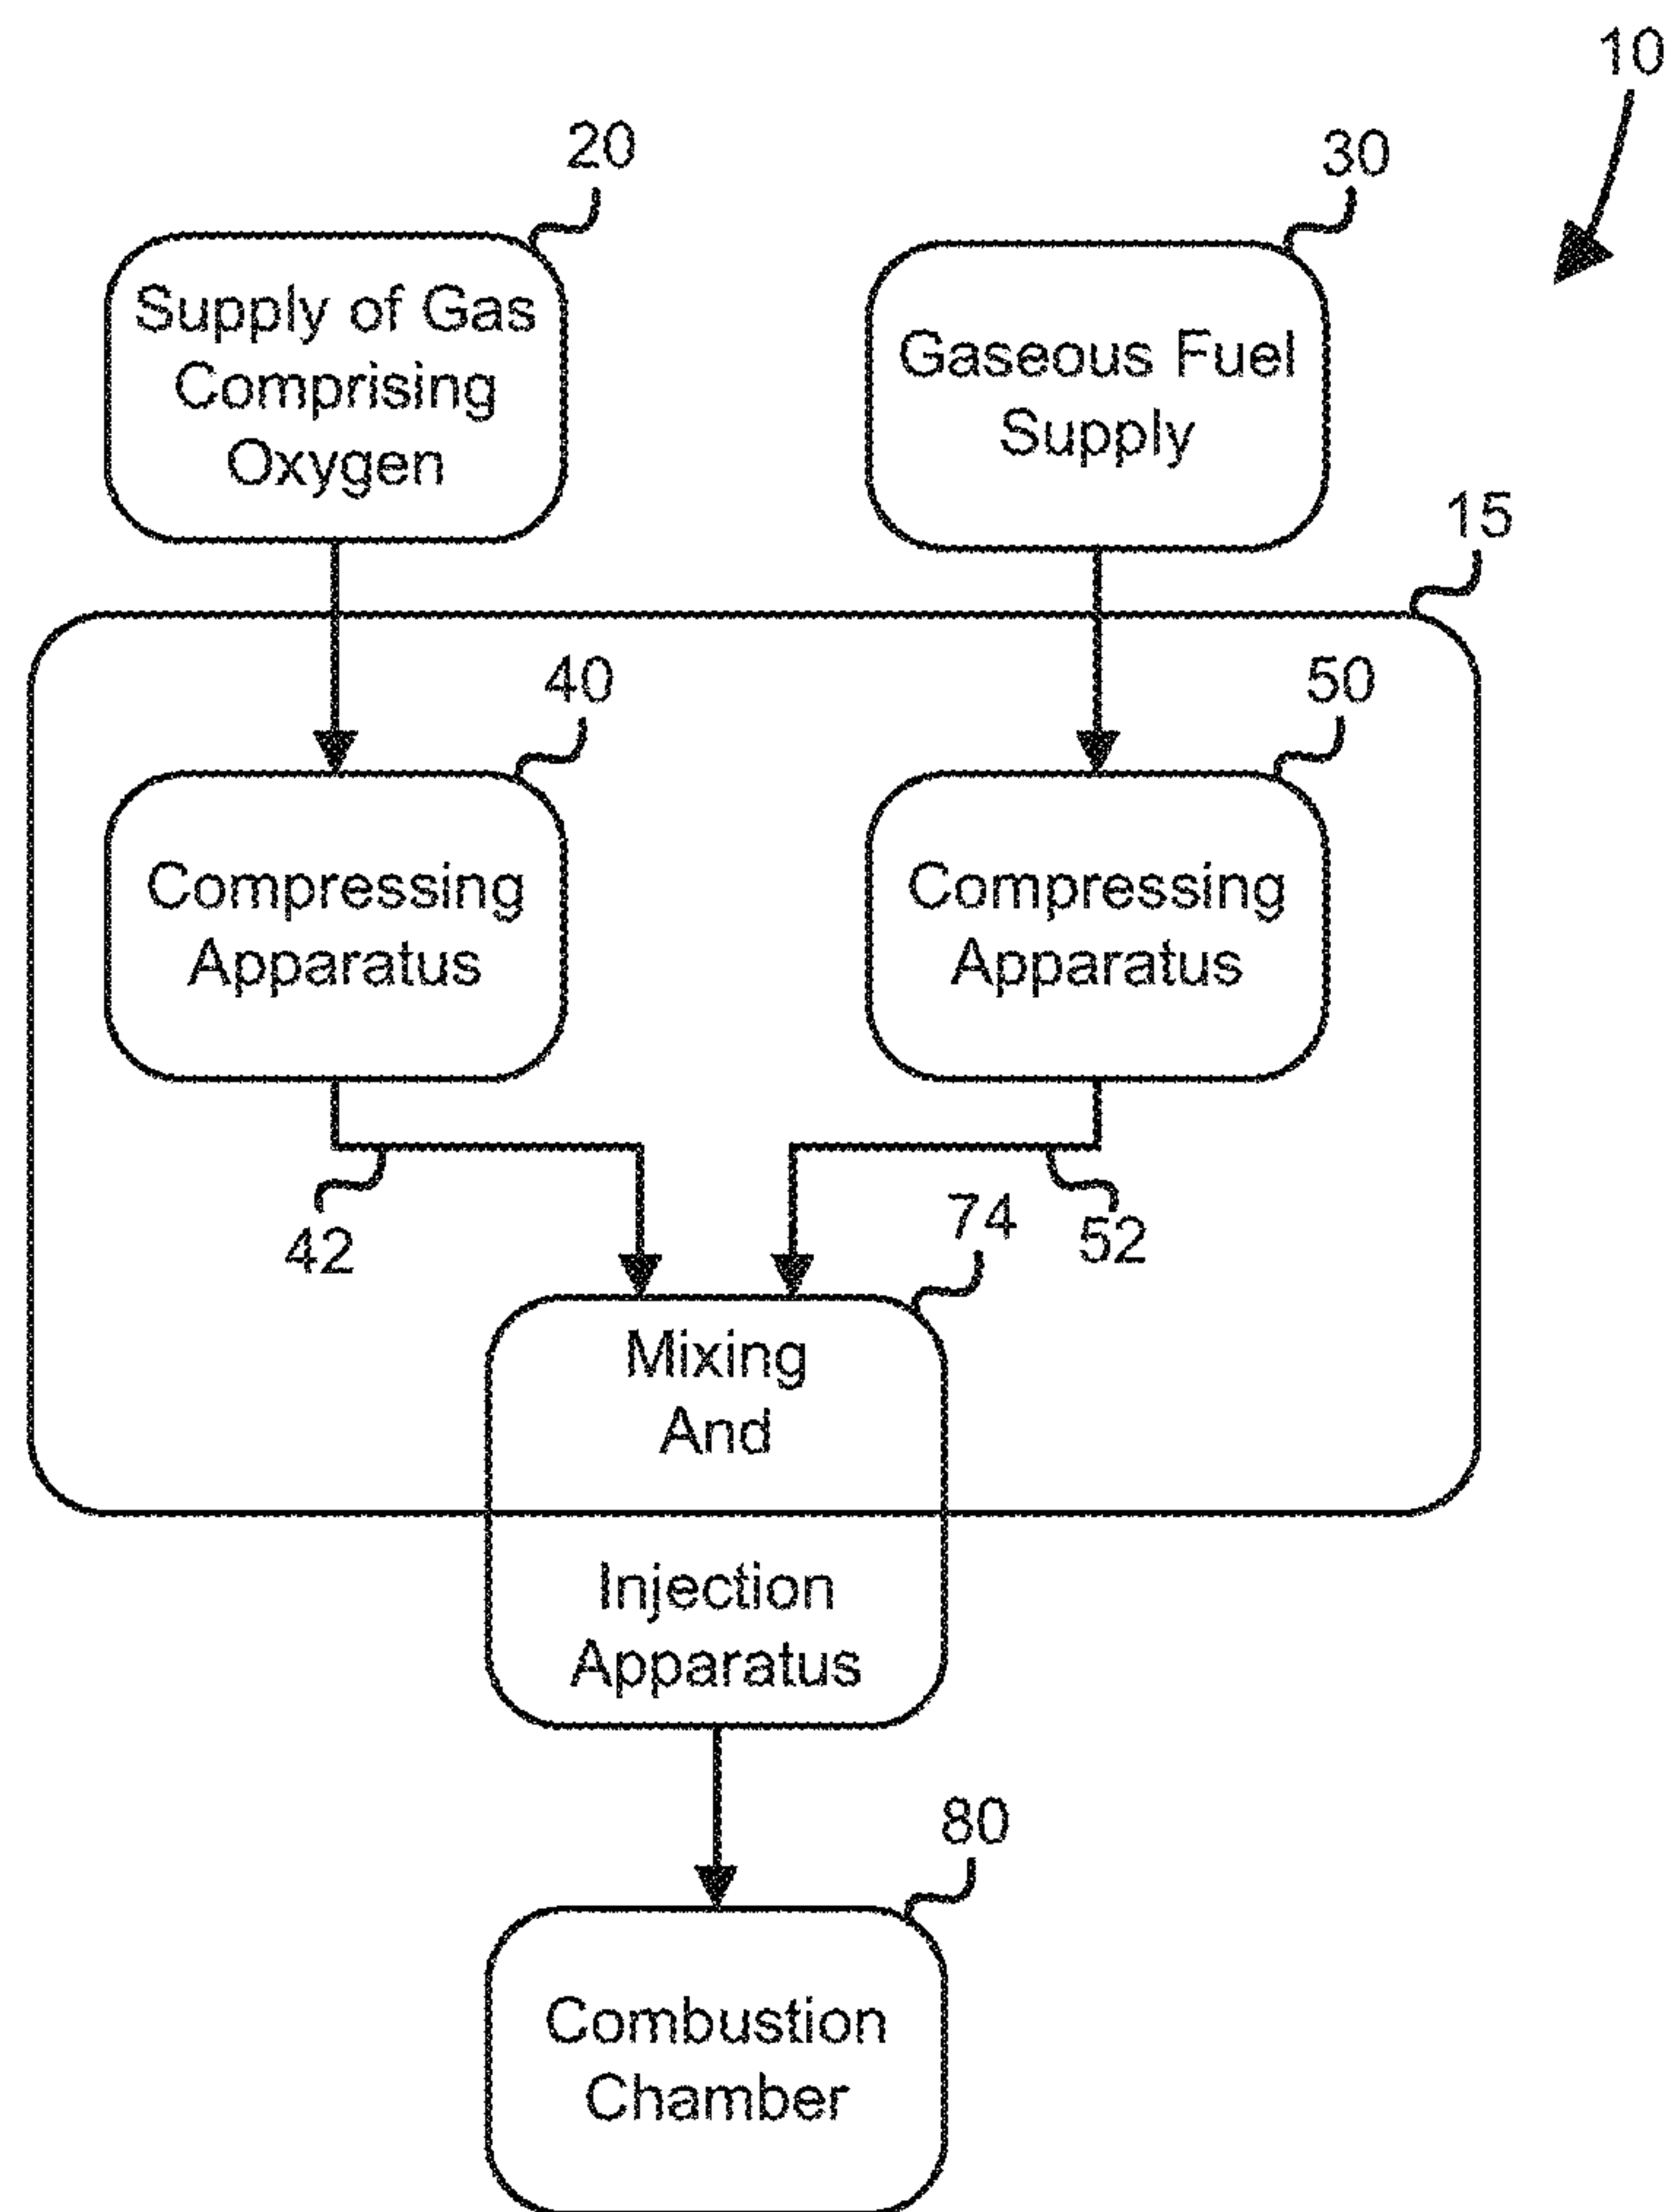 10
20
30
Supply of Gas
Comprising
Oxygen
Gaseous Fuel
Supply
15
40
50
Compressing
Apparatus
Compressing
Apparatus
42
52
74
Mixing
And
Injection
Apparatus
80
Combustion
Chamber